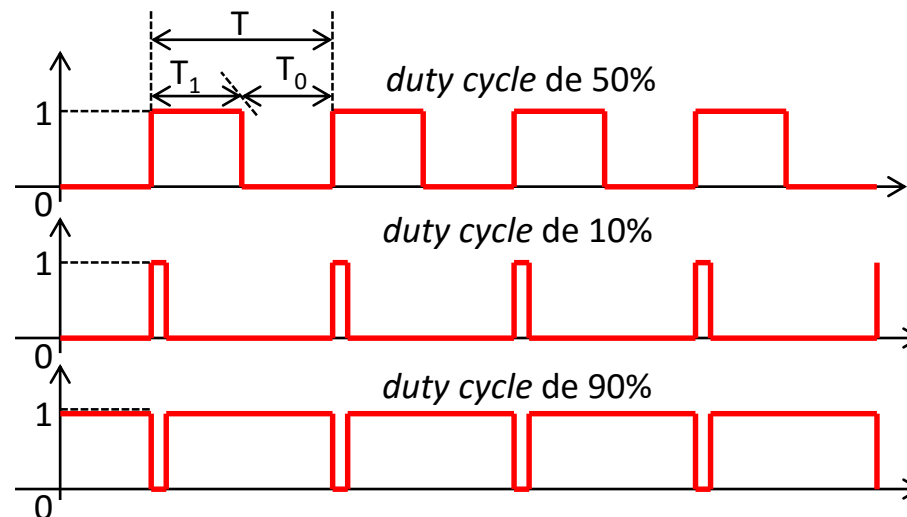 T
T₁ T₀
duty cycle de 50%
1
0
duty cycle de 10%
1
0
duty cycle de 90%
1
0